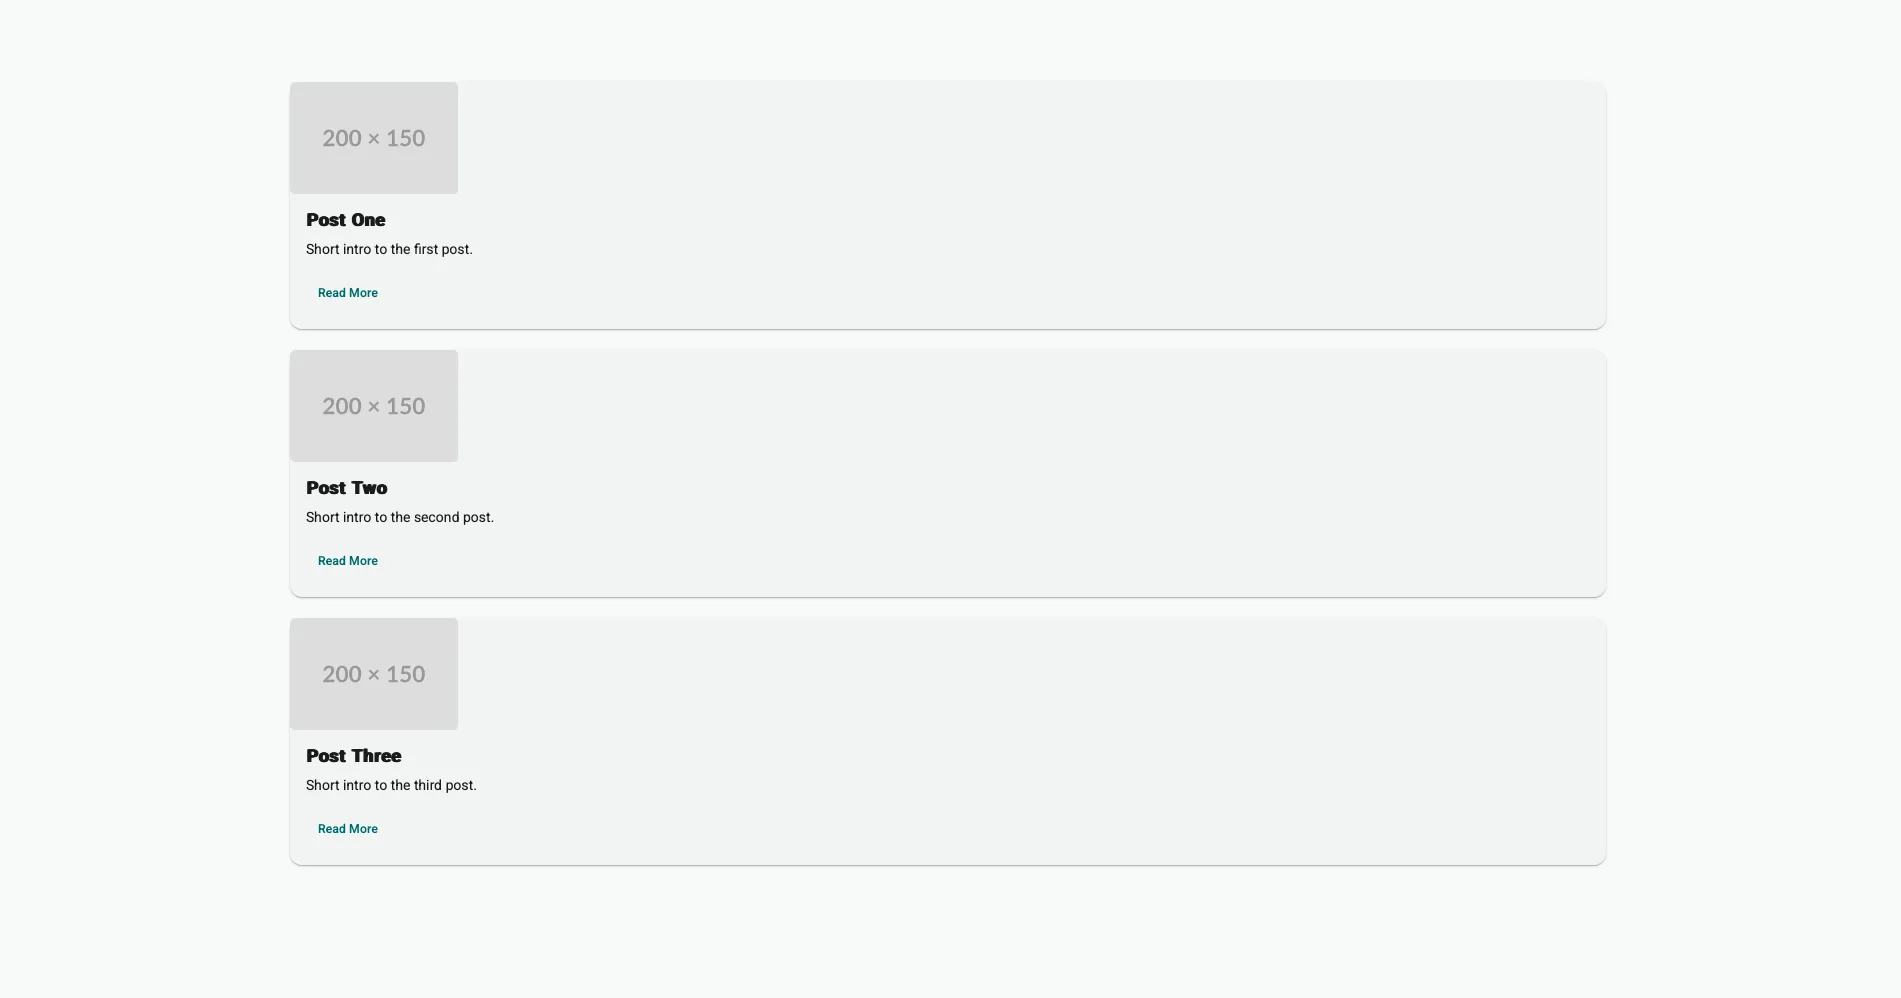 200 × 150
Post One
Short intro to the first post.
Read More
200 × 150
Post Two
Short intro to the second post.
Read More
200 × 150
Post Three
Short intro to the third post.
Read More